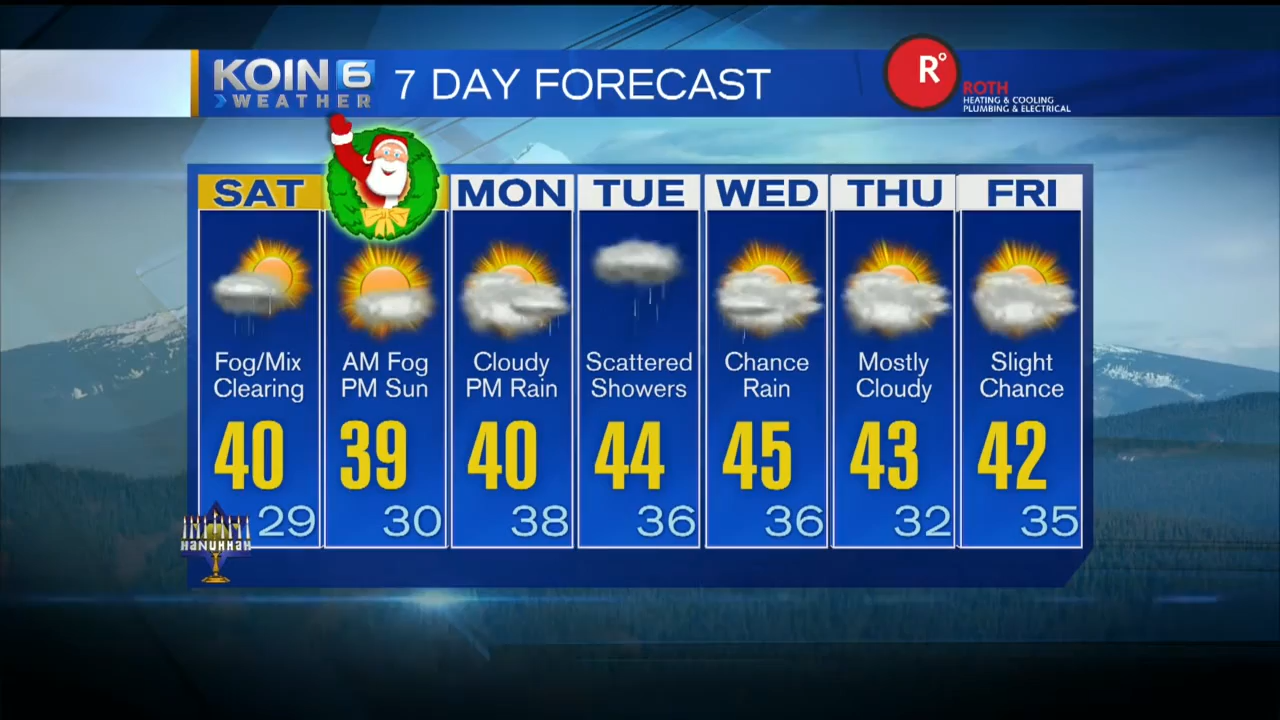 KOIN 6
WEATHER
7 DAY FORECAST
R°
ROTH
HEATING & COOLING
PLUMBING & ELECTRICAL
SAT
MON
TUE
WED
THU
FRI
Fog/Mix
Clearing
AM Fog
PM Sun
Cloudy
PM Rain
Scattered
Showers
Chance
Rain
Mostly
Cloudy
Slight
Chance
40
39
40
44
45
43
42
29
30
38
36
36
32
35
HANUKKAH